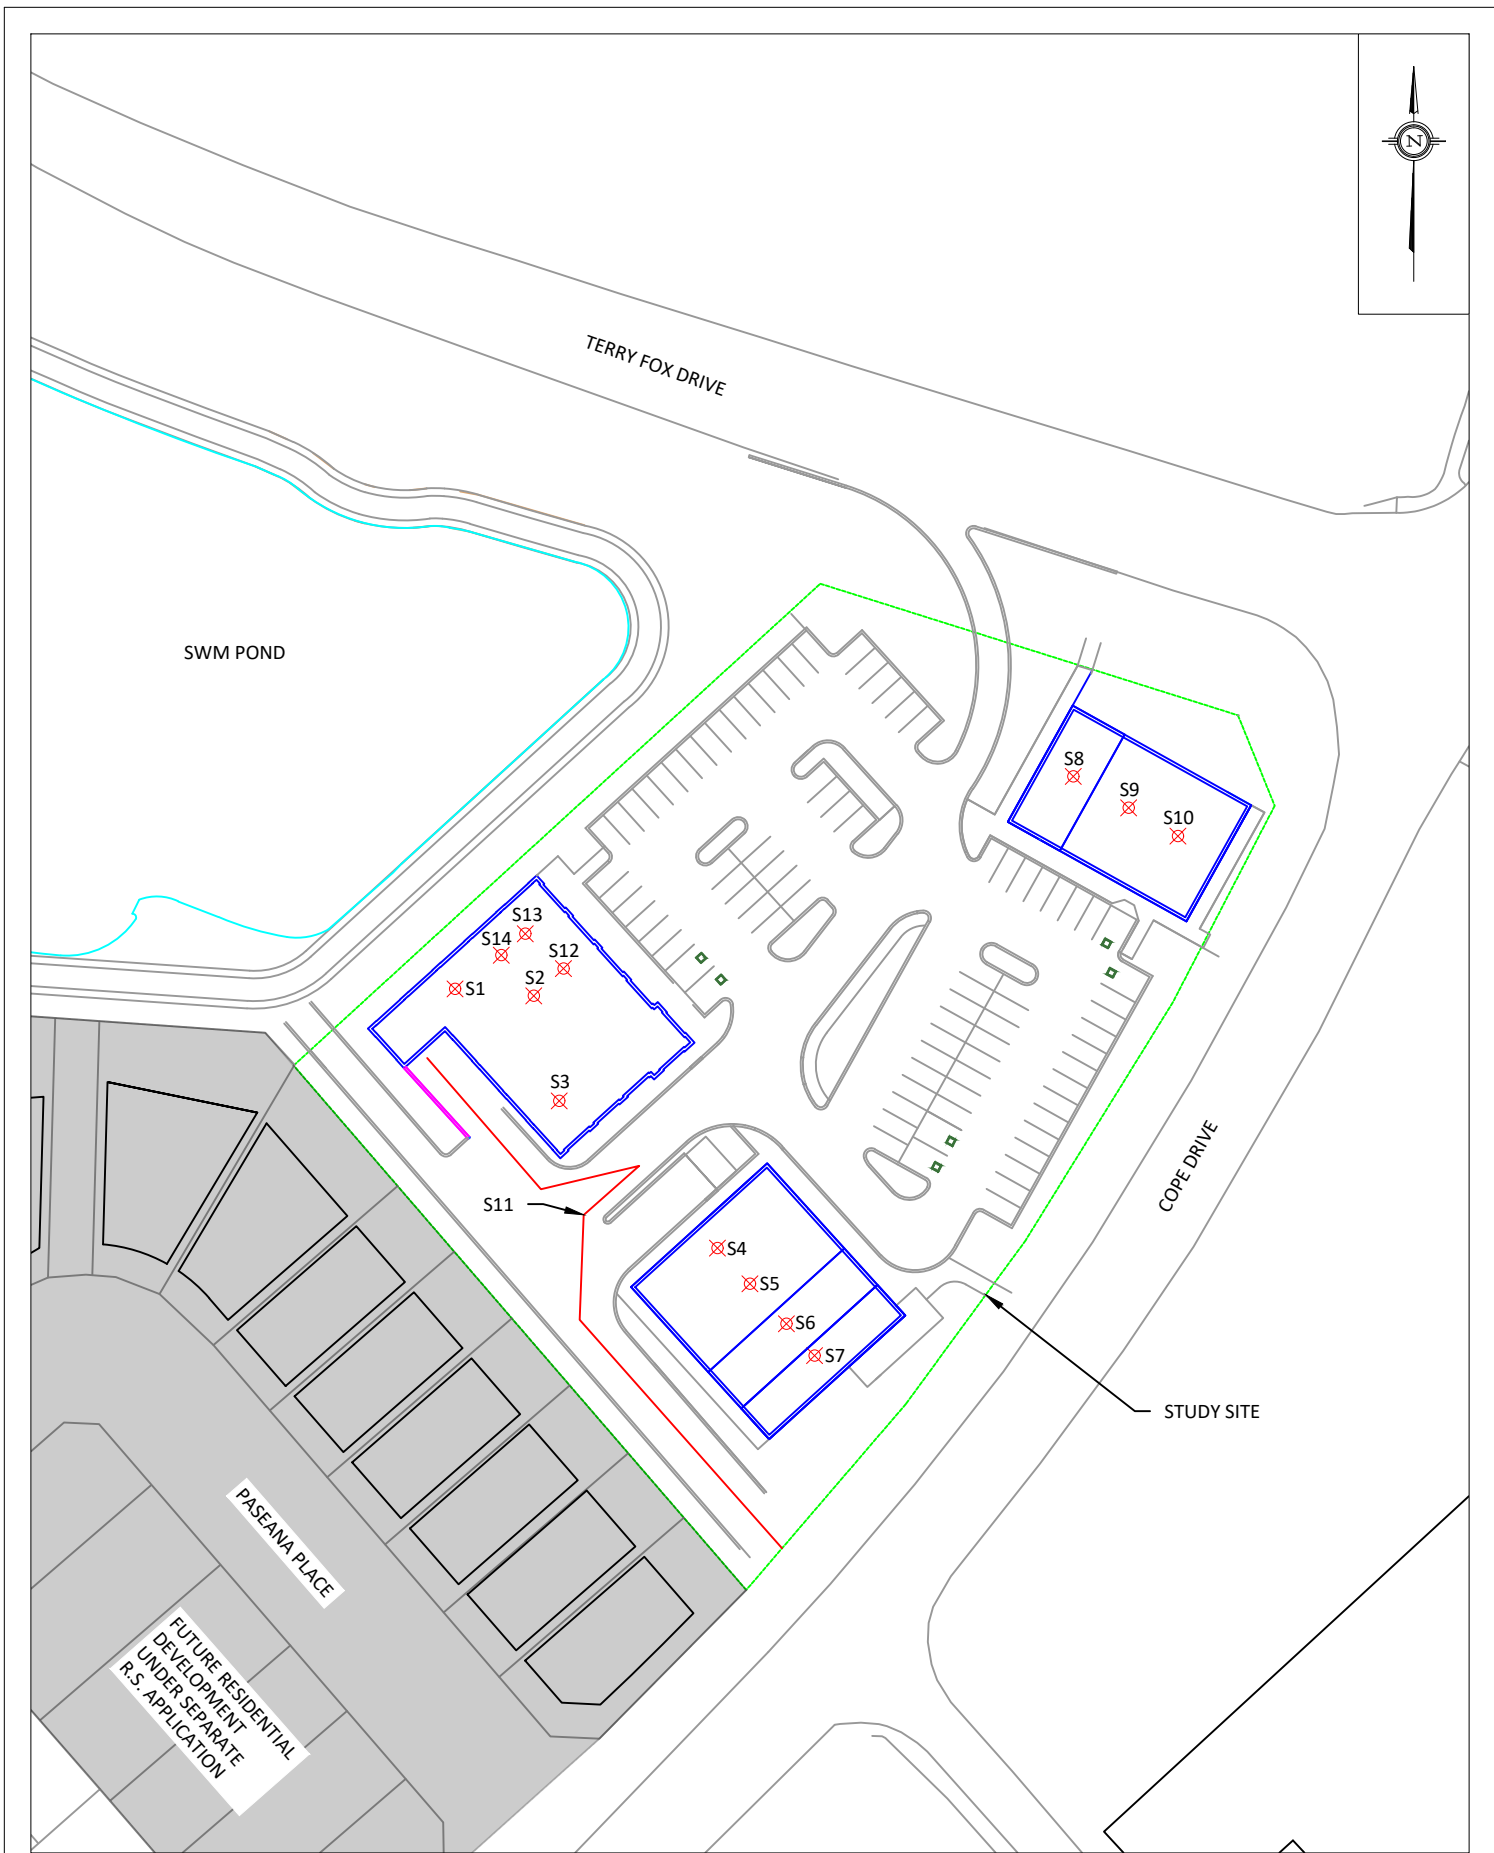 N
TERRY FOX DRIVE
SWM POND
S8
S9
S10
S13
S14
S12
S1
S2
S3
S11
COPE DRIVE
S4
S5
S6
S7
STUDY SITE
PASEANA PLACE
FUTURE RESIDENTIAL
DEVELOPMENT
UNDER SEPARATE
R.S. APPLICATION